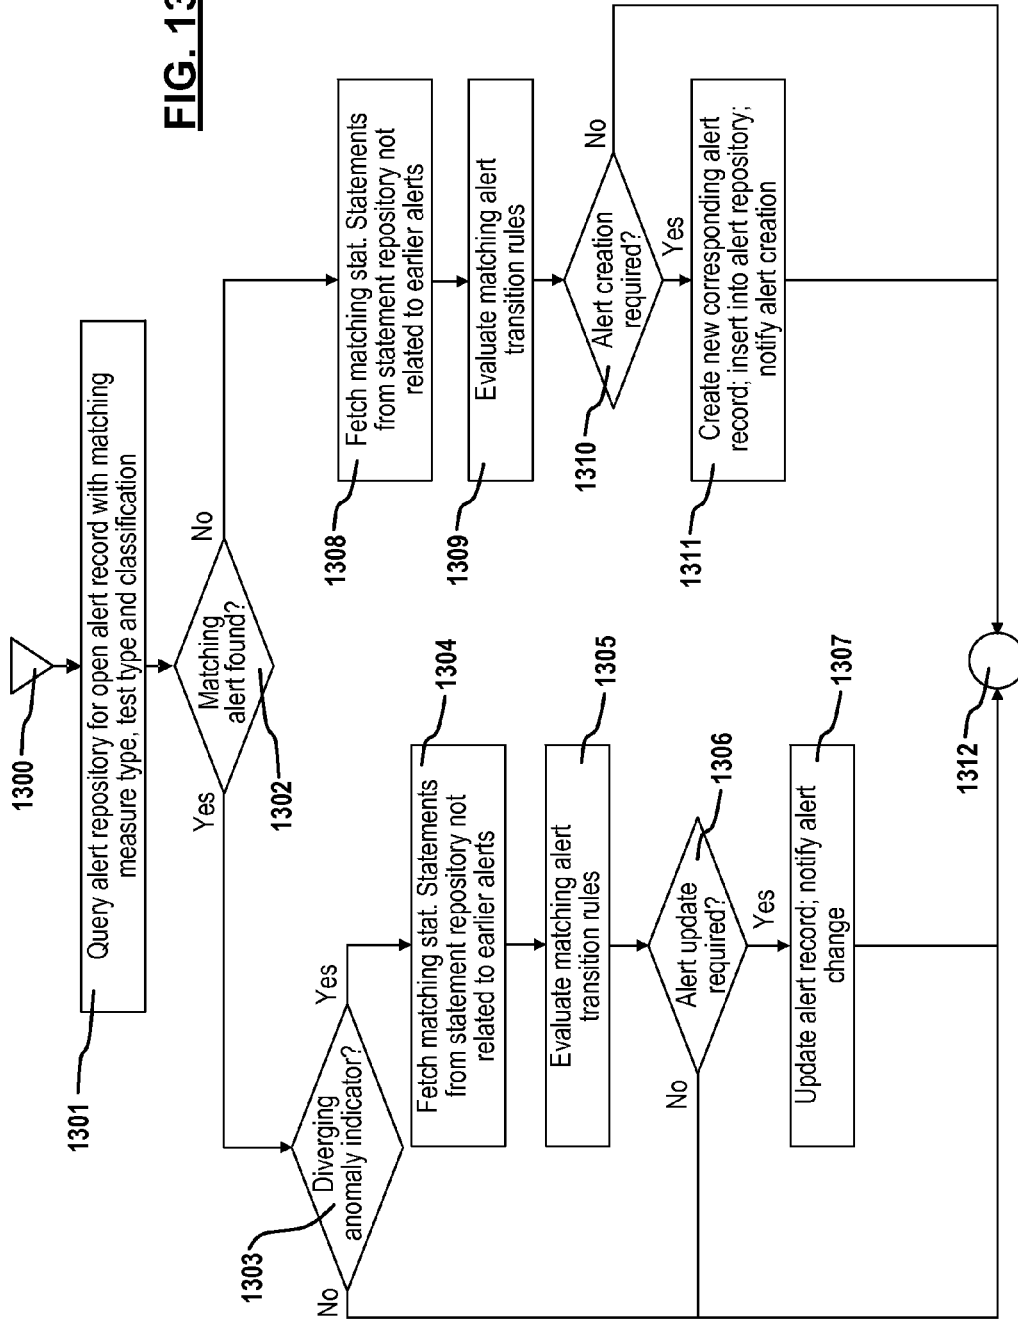 FIG. 13
1300
Query alert repository for open alert record with matching
measure type, test type and classification
1301
Matching
alert found?
1302
Yes
No
Diverging
anomaly indicator?
1303
No
Yes
Fetch matching stat. Statements
from statement repository not
related to earlier alerts
1304
Evaluate matching alert
transition rules
1305
Alert update
required?
1306
No
Yes
Update alert record; notify alert
change
1307
Fetch matching stat. Statements
from statement repository not
related to earlier alerts
1308
Evaluate matching alert
transition rules
1309
Alert creation
required?
1310
No
Yes
Create new corresponding alert
record; insert into alert repository;
notify alert creation
1311
1312